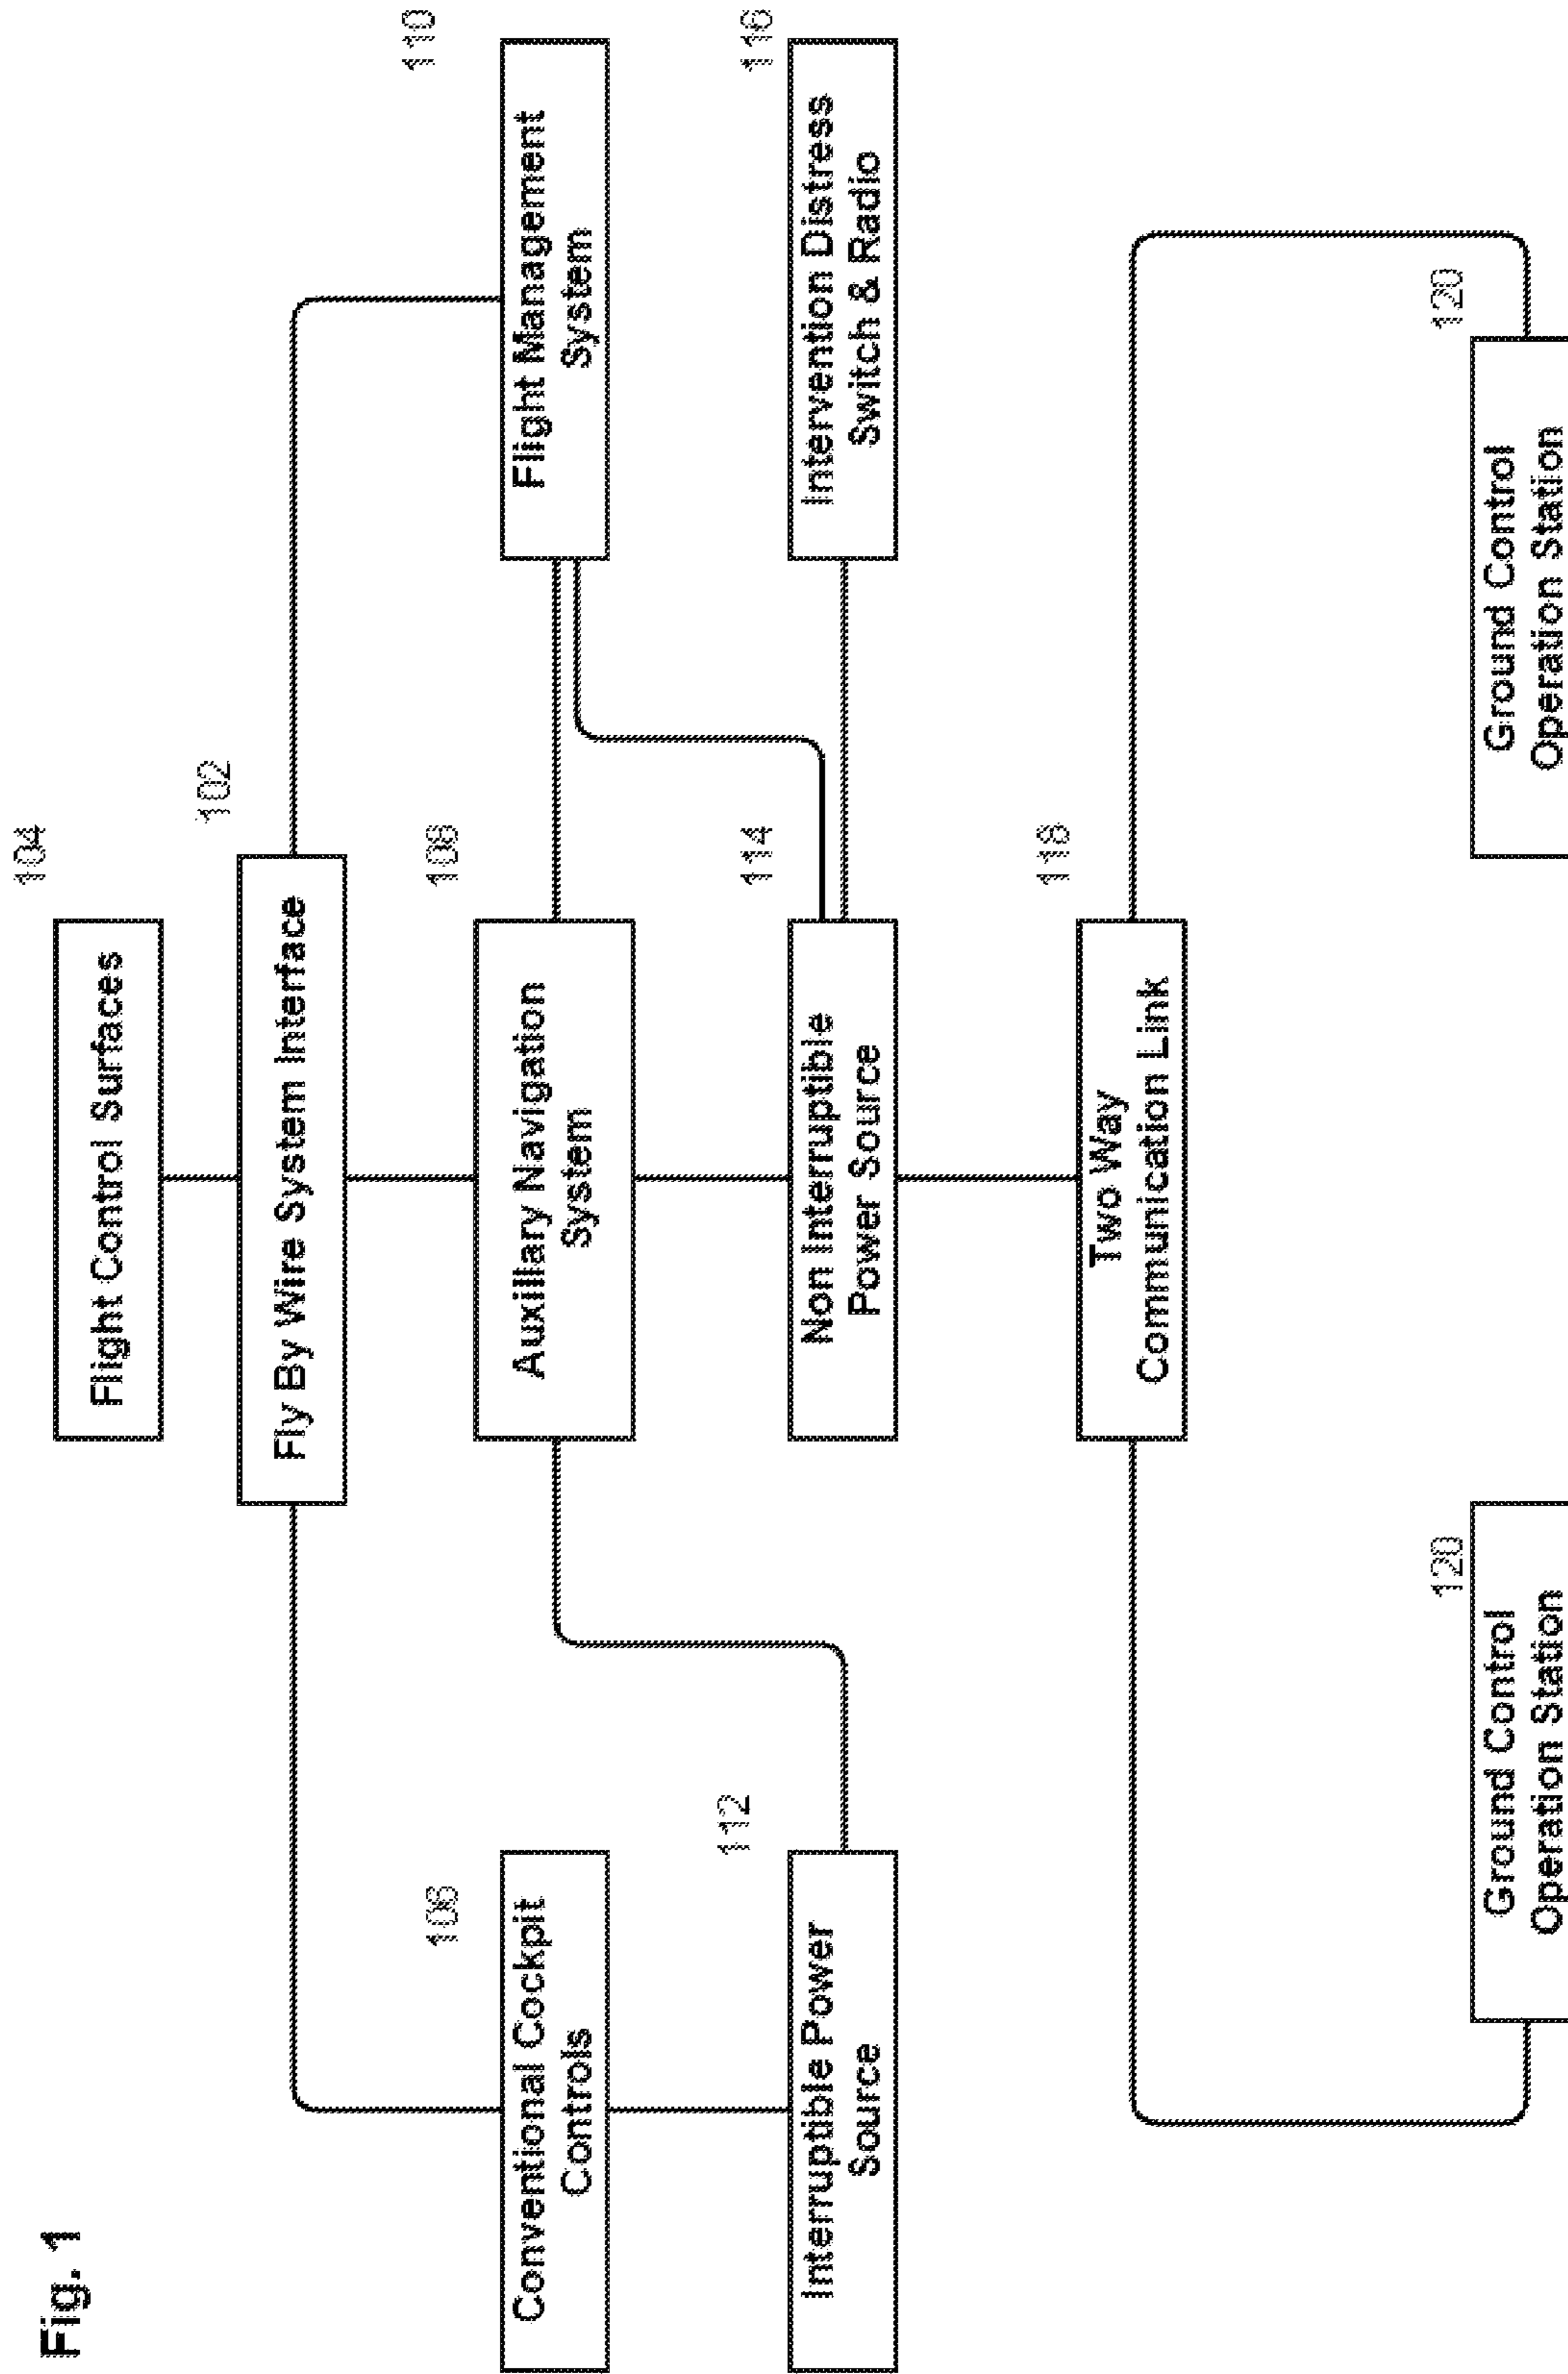 Fig. 1
104
Flight Control Surfaces
102
Fly By Wire System Interface
106
Conventional Cockpit
Controls
108
Auxilliary Navigation
System
110
Flight Management
System
112
Interruptible Power
Source
114
Non Interruptible
Power Source
116
Intervention Distress
Switch & Radio
118
Two Way
Communication Link
120
Ground Control
Operation Station
120
Ground Control
Operation Station